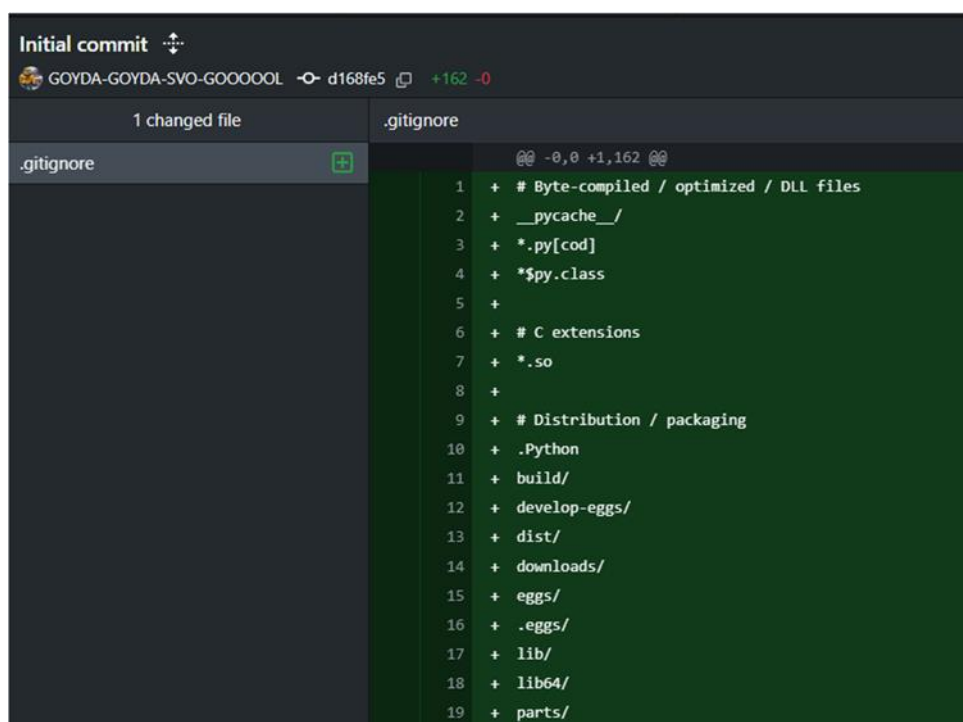 Initial commit
GOYDA-GOYDA-SVO-GOOOOOL d168fe5 +162 -0
1 changed file
.gitignore
.gitignore
@@ -0,0 +1,162 @@
1 + # Byte-compiled / optimized / DLL files
2 + __pycache__/
3 + *.py[cod]
4 + *$py.class
5 +
6 + # C extensions
7 + *.so
8 +
9 + # Distribution / packaging
10 + .Python
11 + build/
12 + develop-eggs/
13 + dist/
14 + downloads/
15 + eggs/
16 + .eggs/
17 + lib/
18 + lib64/
19 + parts/